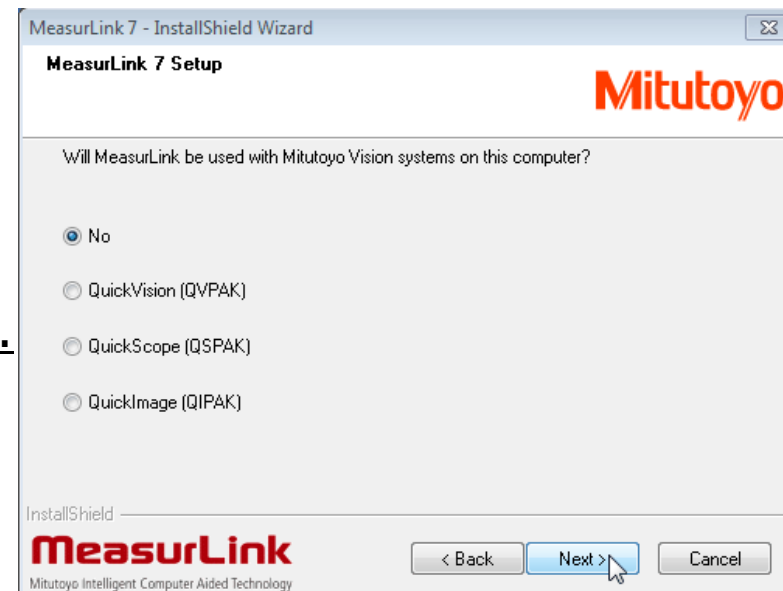 MeasurLink 7 - InstallShield Wizard
MeasurLink 7 Setup
Mitutoyo
Will MeasurLink be used with Mitutoyo Vision systems on this computer?
No
QuickVision (QVPAK)
.
QuickScope (QSPAK)
QuickImage (QIPAK)
InstallShield
MeasurLink
Mitutoyo Intelligent Computer Aided Technology
< Back Next > Cancel